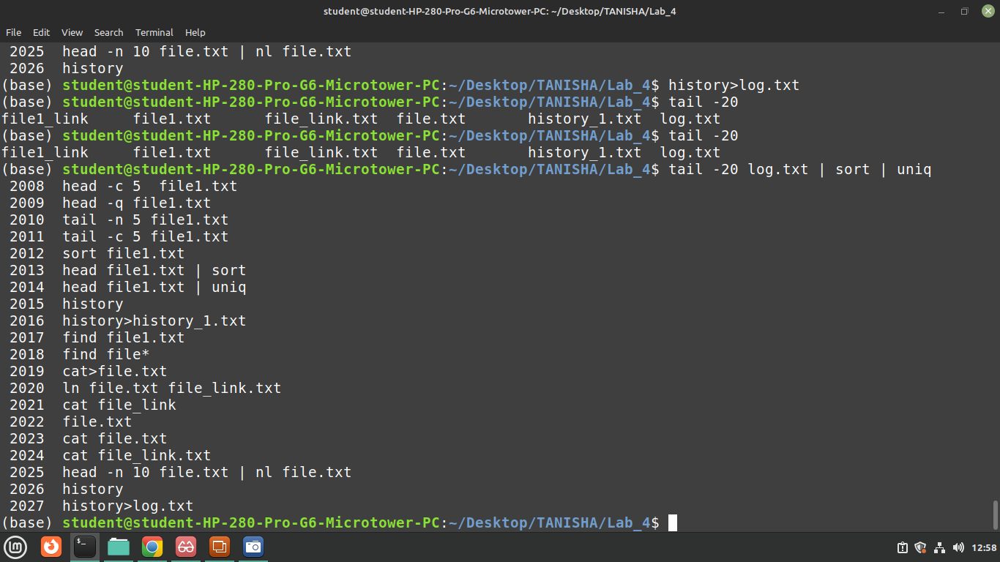 student@student-HP-280-Pro-G6-Microtower-PC: ~/Desktop/TANISHA/Lab_4
File Edit View Search Terminal Help
2025  head -n 10 file.txt | nl file.txt
2026  history
(base) student@student-HP-280-Pro-G6-Microtower-PC:~/Desktop/TANISHA/Lab_4$ history>log.txt
(base) student@student-HP-280-Pro-G6-Microtower-PC:~/Desktop/TANISHA/Lab_4$ tail -20
file1_link     file1.txt      file_link.txt  file.txt       history_1.txt  log.txt
(base) student@student-HP-280-Pro-G6-Microtower-PC:~/Desktop/TANISHA/Lab_4$ tail -20
file1_link     file1.txt      file_link.txt  file.txt       history_1.txt  log.txt
(base) student@student-HP-280-Pro-G6-Microtower-PC:~/Desktop/TANISHA/Lab_4$ tail -20 log.txt | sort | uniq
2008  head -c 5  file1.txt
2009  head -q file1.txt
2010  tail -n 5 file1.txt
2011  tail -c 5 file1.txt
2012  sort file1.txt
2013  head file1.txt | sort
2014  head file1.txt | uniq
2015  history
2016  history>history_1.txt
2017  find file1.txt
2018  find file*
2019  cat>file.txt
2020  ln file.txt file_link.txt
2021  cat file_link
2022  file.txt
2023  cat file.txt
2024  cat file_link.txt
2025  head -n 10 file.txt | nl file.txt
2026  history
2027  history>log.txt
(base) student@student-HP-280-Pro-G6-Microtower-PC:~/Desktop/TANISHA/Lab_4$
12:58